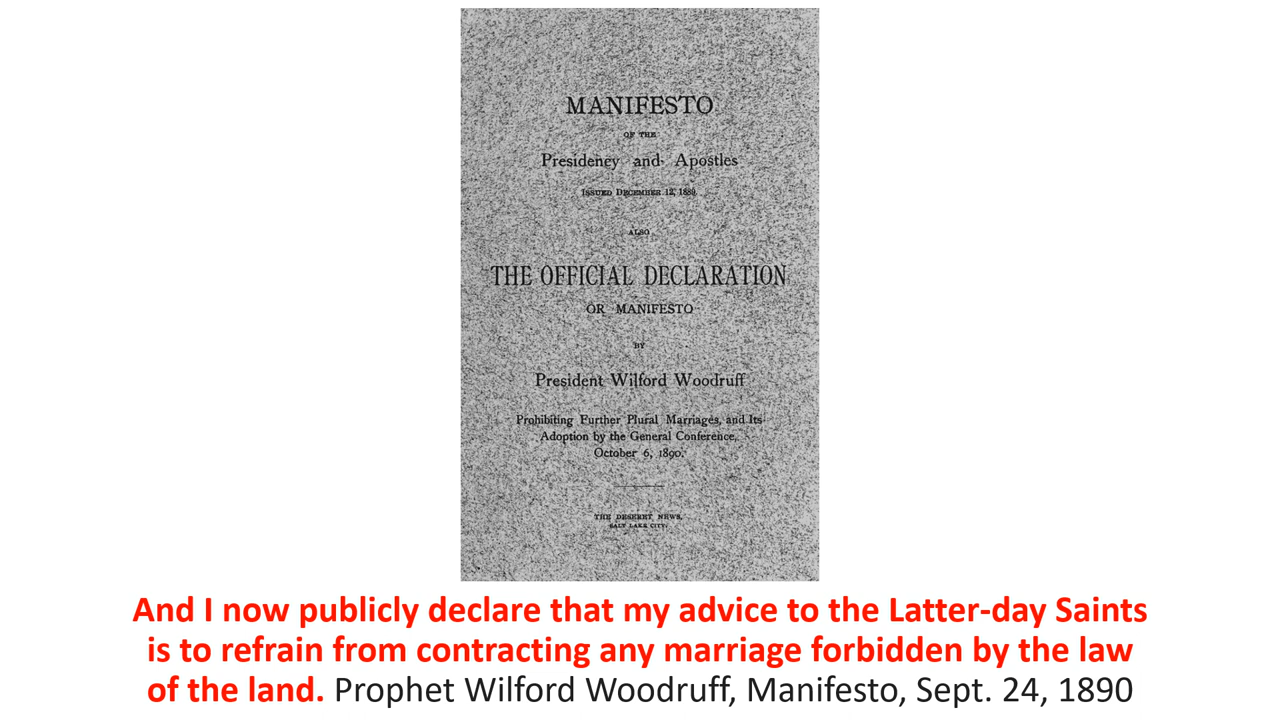 MANIFESTO
OF THE
Presidency and Apostles
ISSUED DECEMBER 12, 1889
ALSO
THE OFFICIAL DECLARATION
OR MANIFESTO
BY
President Wilford Woodruff
Prohibiting Further Plural Marriages, and Its
Adoption by the General Conference,
October 6, 1890.
THE DESERET NEWS,
SALT LAKE CITY.
And I now publicly declare that my advice to the Latter-day Saints
is to refrain from contracting any marriage forbidden by the law
of the land. Prophet Wilford Woodruff, Manifesto, Sept. 24, 1890